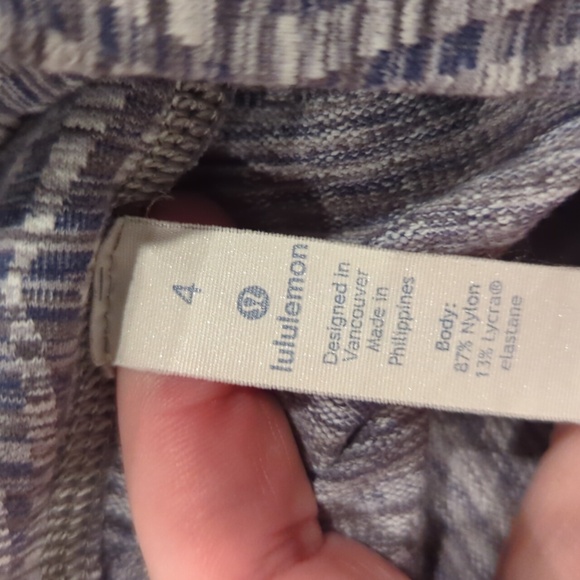 4
lululemon
Designed in
Vancouver
Made in
Philippines
Body:
87% Nylon
13% Lycra®
elastane